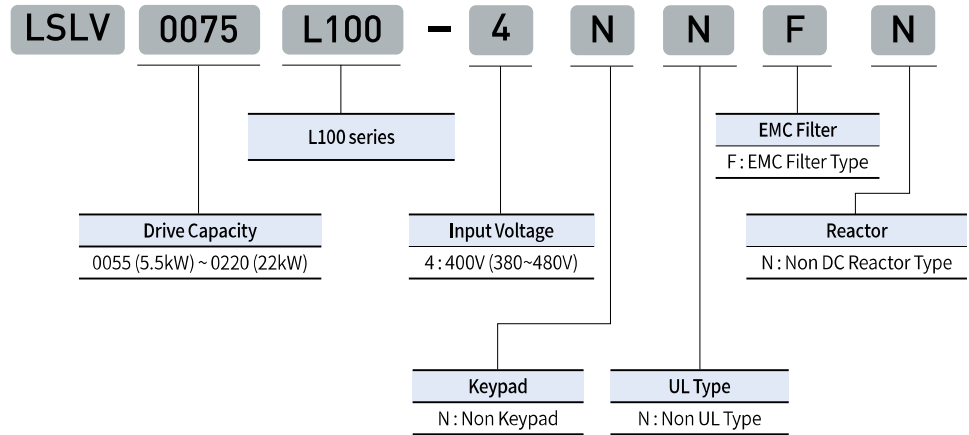 LSLV 0075 L100 - 4 N N F N
L100 series
EMC Filter
F : EMC Filter Type
Drive Capacity
0055 (5.5kW) ~ 0220 (22kW)
Input Voltage
4 : 400V (380~480V)
Reactor
N : Non DC Reactor Type
Keypad
N : Non Keypad
UL Type
N : Non UL Type